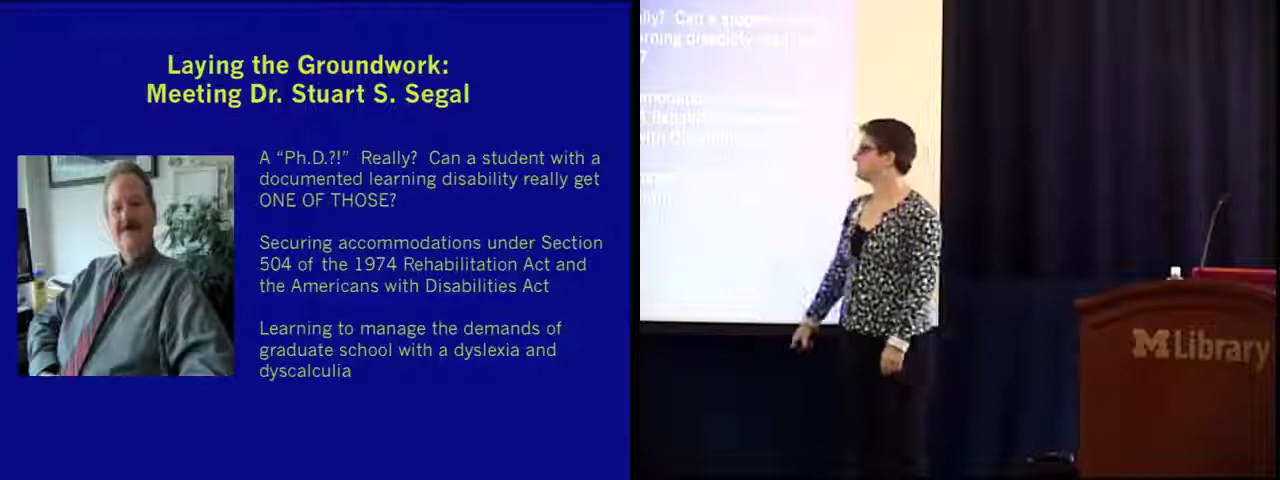 Laying the Groundwork:
Meeting Dr. Stuart S. Segal
A “Ph.D.?!” Really? Can a student with a
documented learning disability really get
ONE OF THOSE?
Securing accommodations under Section
504 of the 1974 Rehabilitation Act and
the Americans with Disabilities Act
Learning to manage the demands of
graduate school with a dyslexia and
dyscalculia
M Library